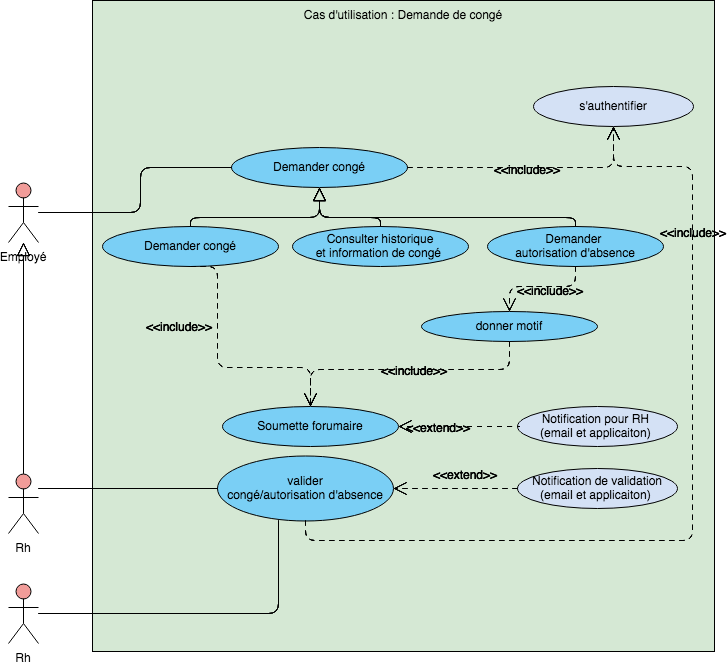 Cas d'utilisation : Demande de congé
s'authentifier
Demander congé
<<include>>
Employé
<<include>>
Demander congé
Consulter historique
et information de congé
Demander
autorisation d'absence
<<include>>
<<include>>
donner motif
<<include>>
Soumette forumaire
<<extend>>
Notification pour RH
(email et applicaiton)
valider
congé/autorisation d'absence
<<extend>>
Notification de validation
(email et applicaiton)
Rh
Rh